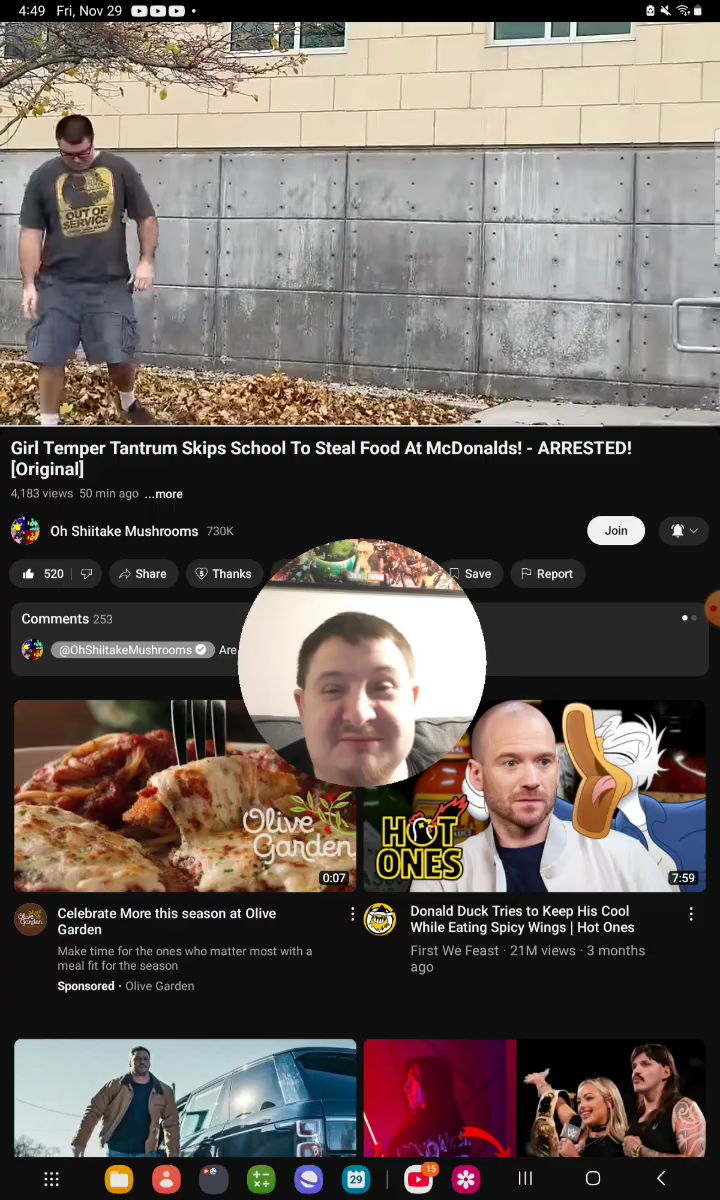 4:49 Fri, Nov 29
OUT OF
SERVICE
Girl Temper Tantrum Skips School To Steal Food At McDonalds! - ARRESTED!
[Original]
4,183 views 50 min ago ...more
Oh Shiitake Mushrooms 730K
Join
520 Share Thanks Save Report
Comments 253
@OhShiitakeMushrooms Are
Olive
Garden
0:07
HOT
ONES
7:59
Celebrate More this season at Olive
Garden
Make time for the ones who matter most with a
meal fit for the season
Sponsored · Olive Garden
Donald Duck Tries to Keep His Cool
While Eating Spicy Wings | Hot Ones
First We Feast · 21M views · 3 months
ago
29
15